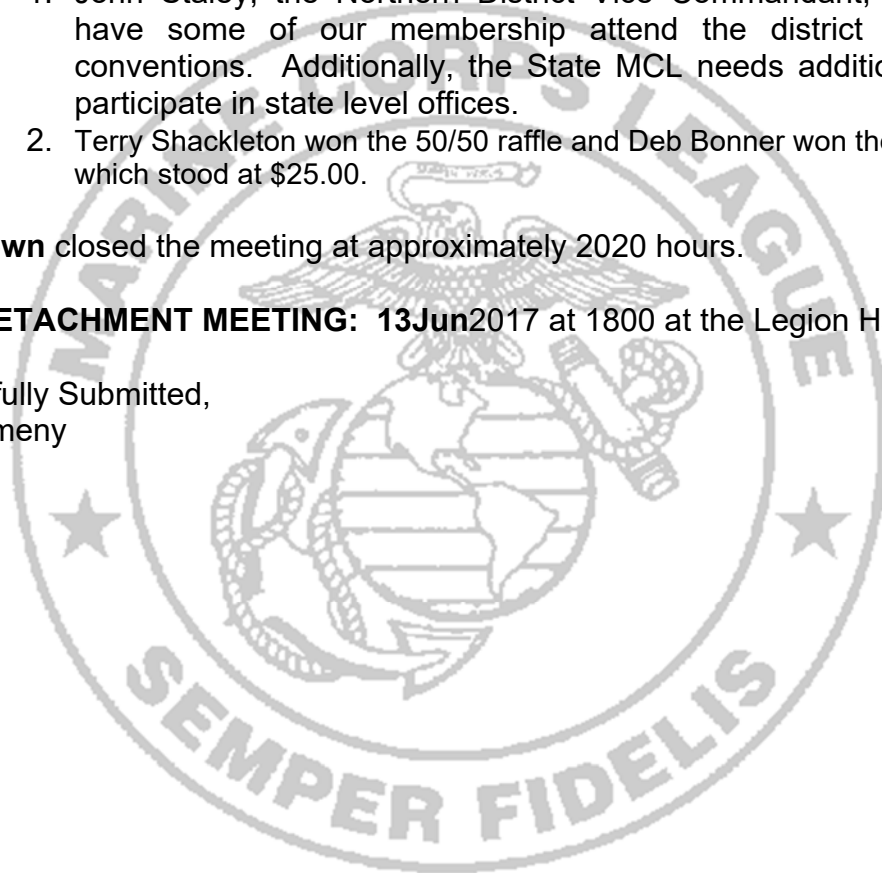 1. John Staley, the Northern District Vice Commandant,
have some of our membership attend the district
conventions. Additionally, the State MCL needs additio
participate in state level offices.
2. Terry Shackleton won the 50/50 raffle and Deb Bonner won the
which stood at $25.00.
wn closed the meeting at approximately 2020 hours.
ETACHMENT MEETING: 13Jun2017 at 1800 at the Legion H
fully Submitted,
meny
MARINE CORPS LEAGUE
SEMPER FIDELIS